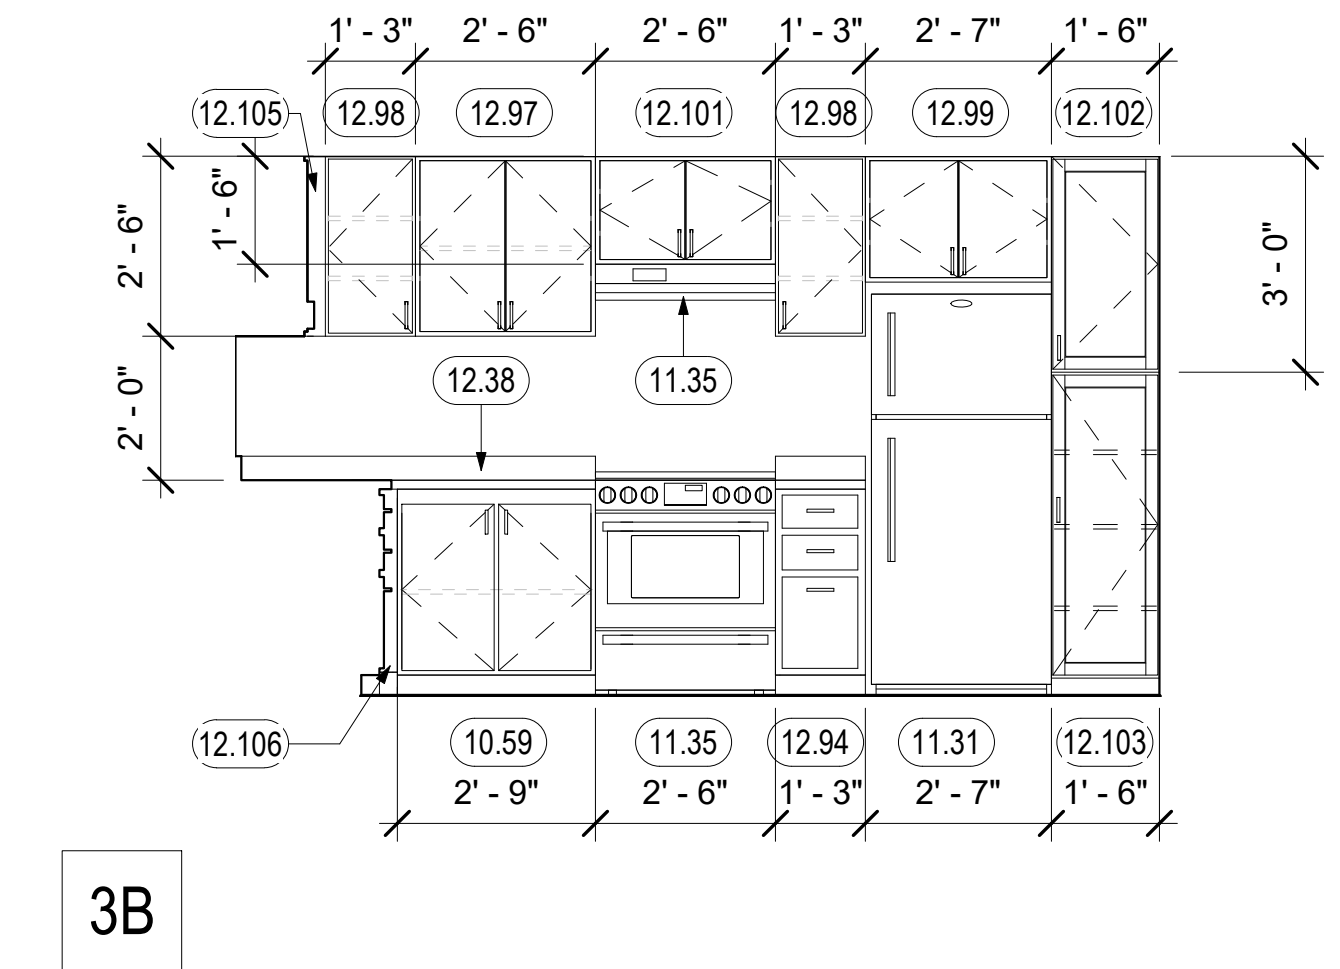 1' - 3" 2' - 6" 2' - 6" 1' - 3" 2' - 7" 1' - 6"
12.105 12.98 12.97 12.101 12.98 12.99 12.102
2' - 6"
1' - 6"
3' - 0"
2' - 0"
12.38 11.35
12.106 10.59 11.35 12.94 11.31 12.103
2' - 9" 2' - 6" 1' - 3" 2' - 7" 1' - 6"
3B